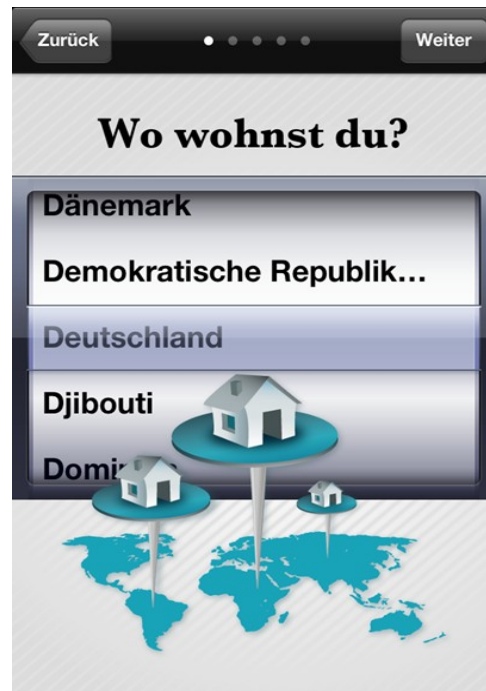 Zurück
Weiter
Wo wohnst du?
Dänemark
Demokratische Republik…
Deutschland
Djibouti